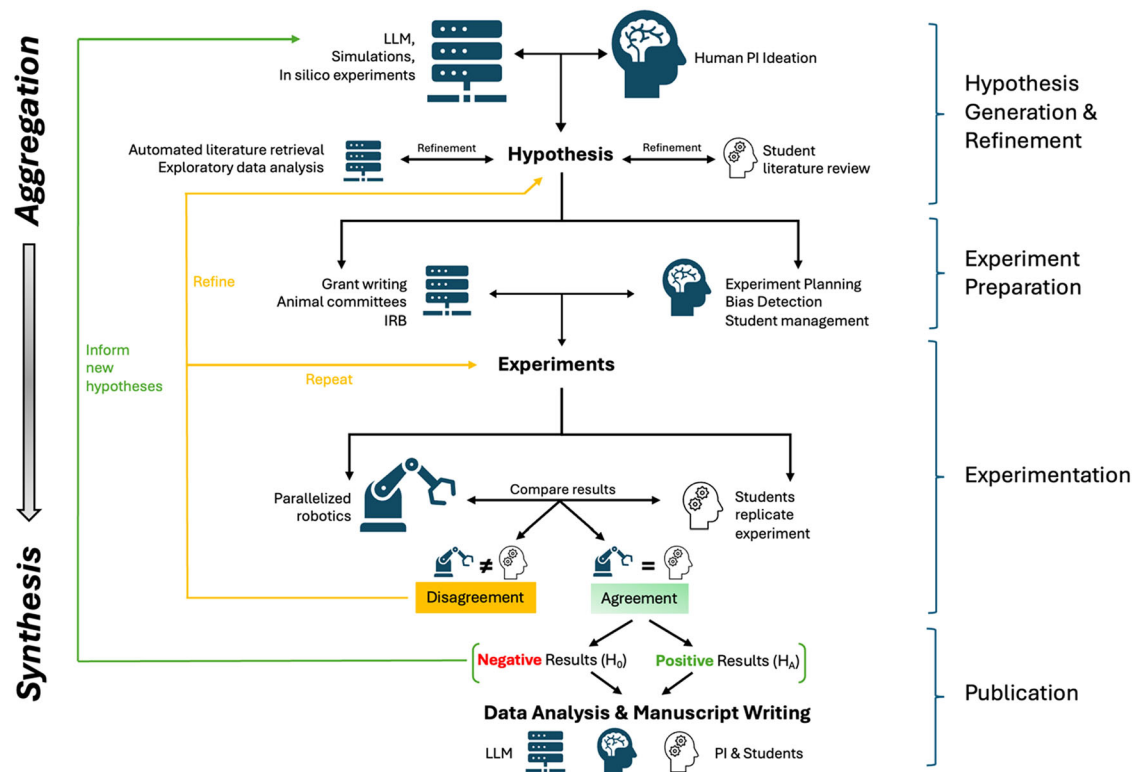 Aggregation
Synthesis
LLM,
Simulations,
In silico experiments
Human PI Ideation
Hypothesis
Generation &
Refinement
Automated literature retrieval
Exploratory data analysis
Refinement
Hypothesis
Refinement
Student
literature review
Refine
Grant writing
Animal committees
IRB
Experiment Planning
Bias Detection
Student management
Experiment
Preparation
Inform
new
hypotheses
Repeat
Experiments
Parallelized
robotics
Compare results
Students
replicate
experiment
Experimentation
≠
=
Disagreement
Agreement
Negative Results (H₀)
Positive Results (Hᴀ)
Data Analysis & Manuscript Writing
LLM
PI & Students
Publication